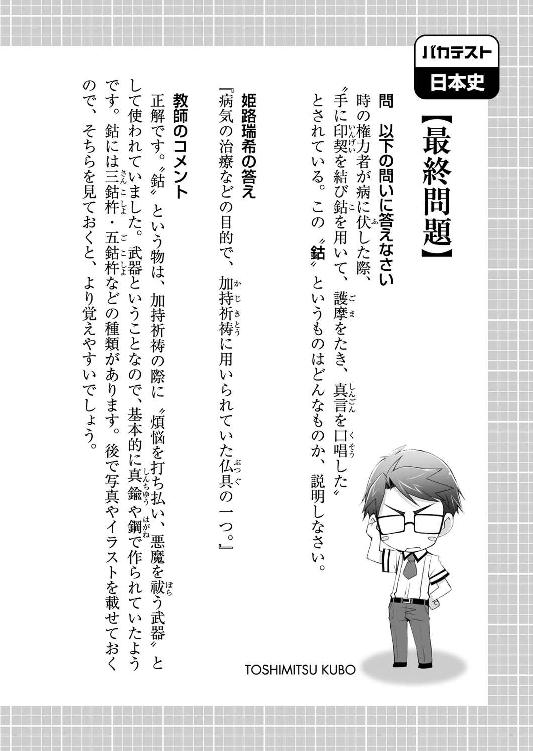 バカテスト
日本史
【最終問題】
問　以下の問いに答えなさい
時の権力者が病に伏した際、
〝手に印契を結び鈷を用いて、護摩をたき、真言を口唱した〟
とされている。この〝鈷〟というものはどんなものか、説明しなさい。
姫路瑞希の答え
『病気の治療などの目的で、加持祈祷に用いられていた仏具の一つ。』
教師のコメント
正解です。〝鈷〟という物は、加持祈祷の際に〝煩悩を打ち払い、悪魔を祓う武器〟と
して使われていました。武器ということなので、基本的に真鍮や鋼で作られていたよう
です。鈷には三鈷杵・五鈷杵などの種類があります。後で写真やイラストを載せておく
ので、そちらを見ておくと、より覚えやすいでしょう。
TOSHIMITSU KUBO